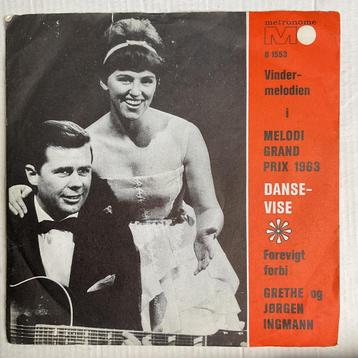 metronome
M
B 1553
Vinder-
melodien
i
MELODI
GRAND
PRIX 1963
DANSE-
VISE
Forevigt
forbi
GRETHE og
JØRGEN
INGMANN